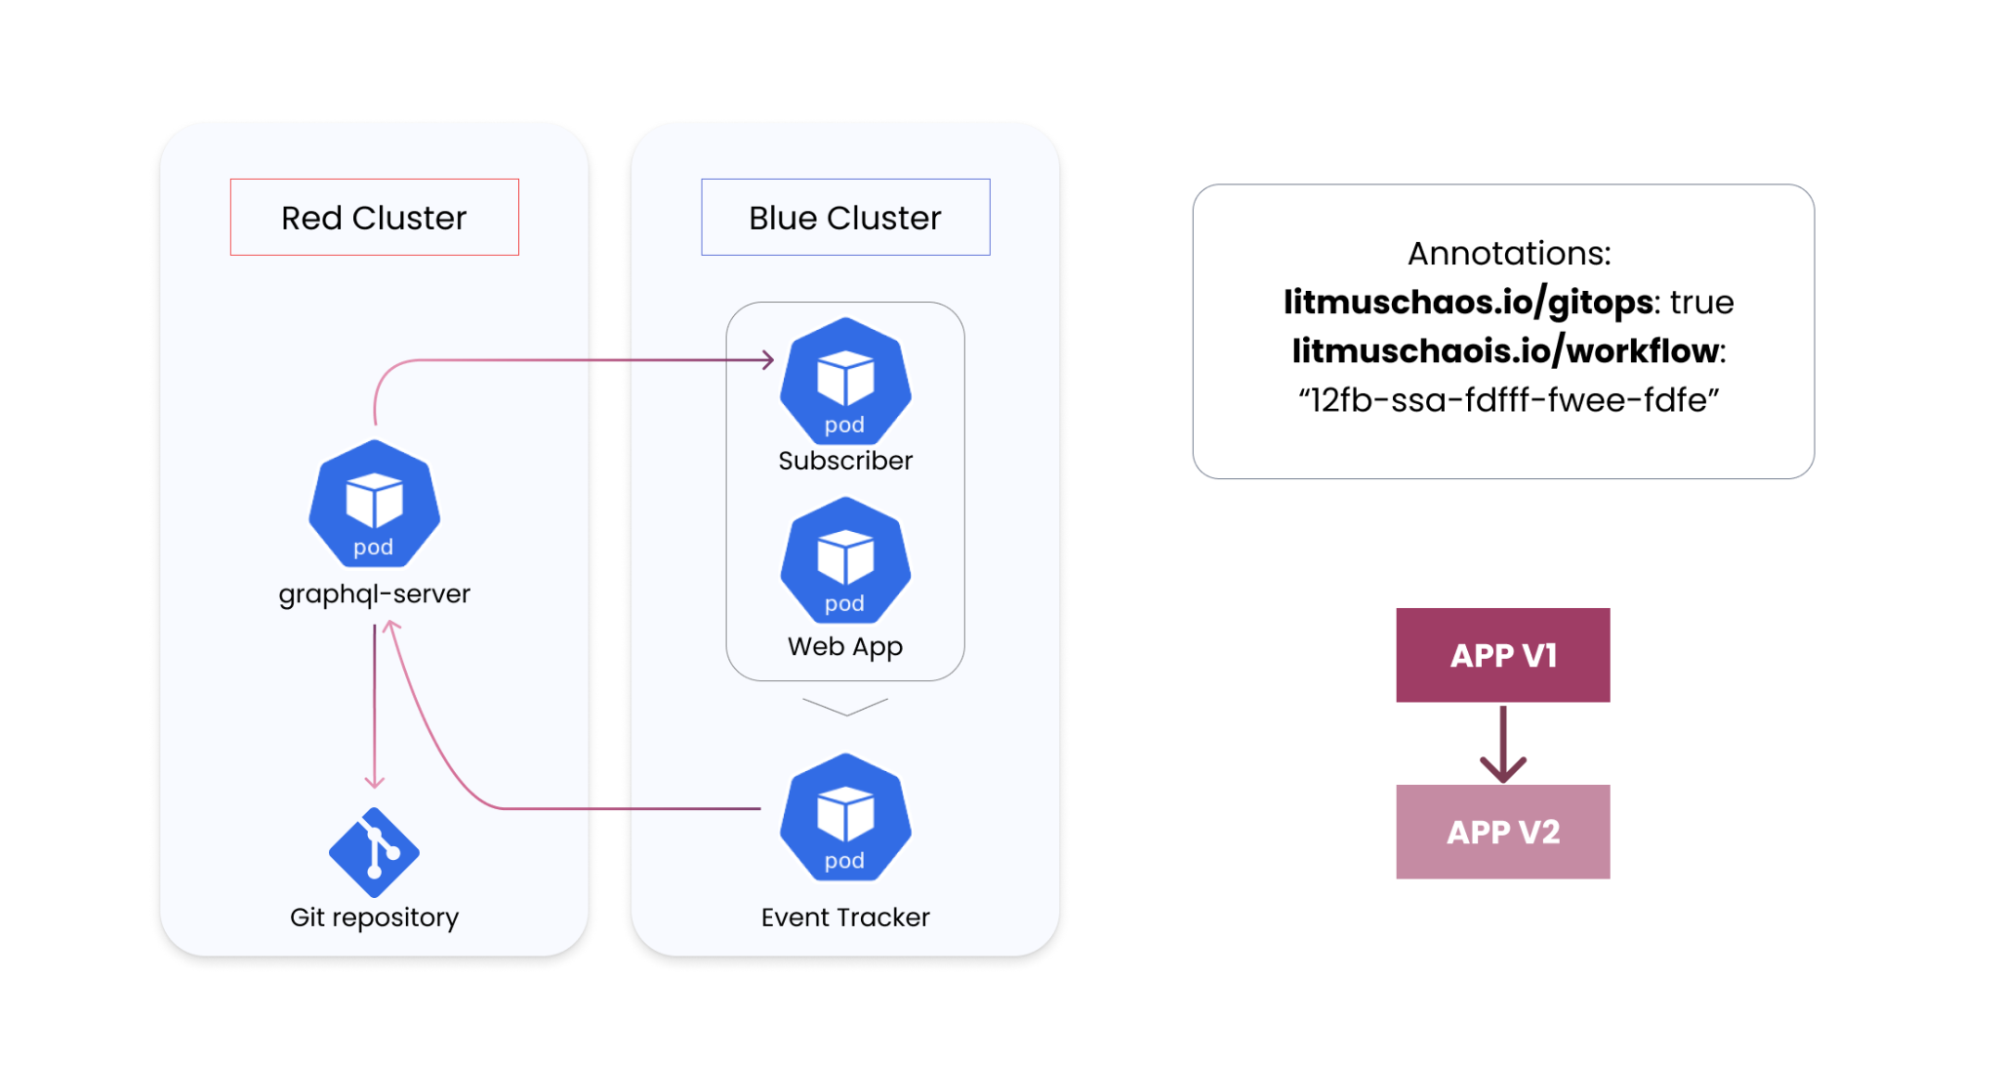 Red Cluster
Blue Cluster
pod
Subscriber
pod
graphql-server
pod
Web App
Git repository
pod
Event Tracker
Annotations:
litmuschaos.io/gitops: true
litmuschaois.io/workflow:
“12fb-ssa-fdfff-fwee-fdfe”
APP V1
APP V2